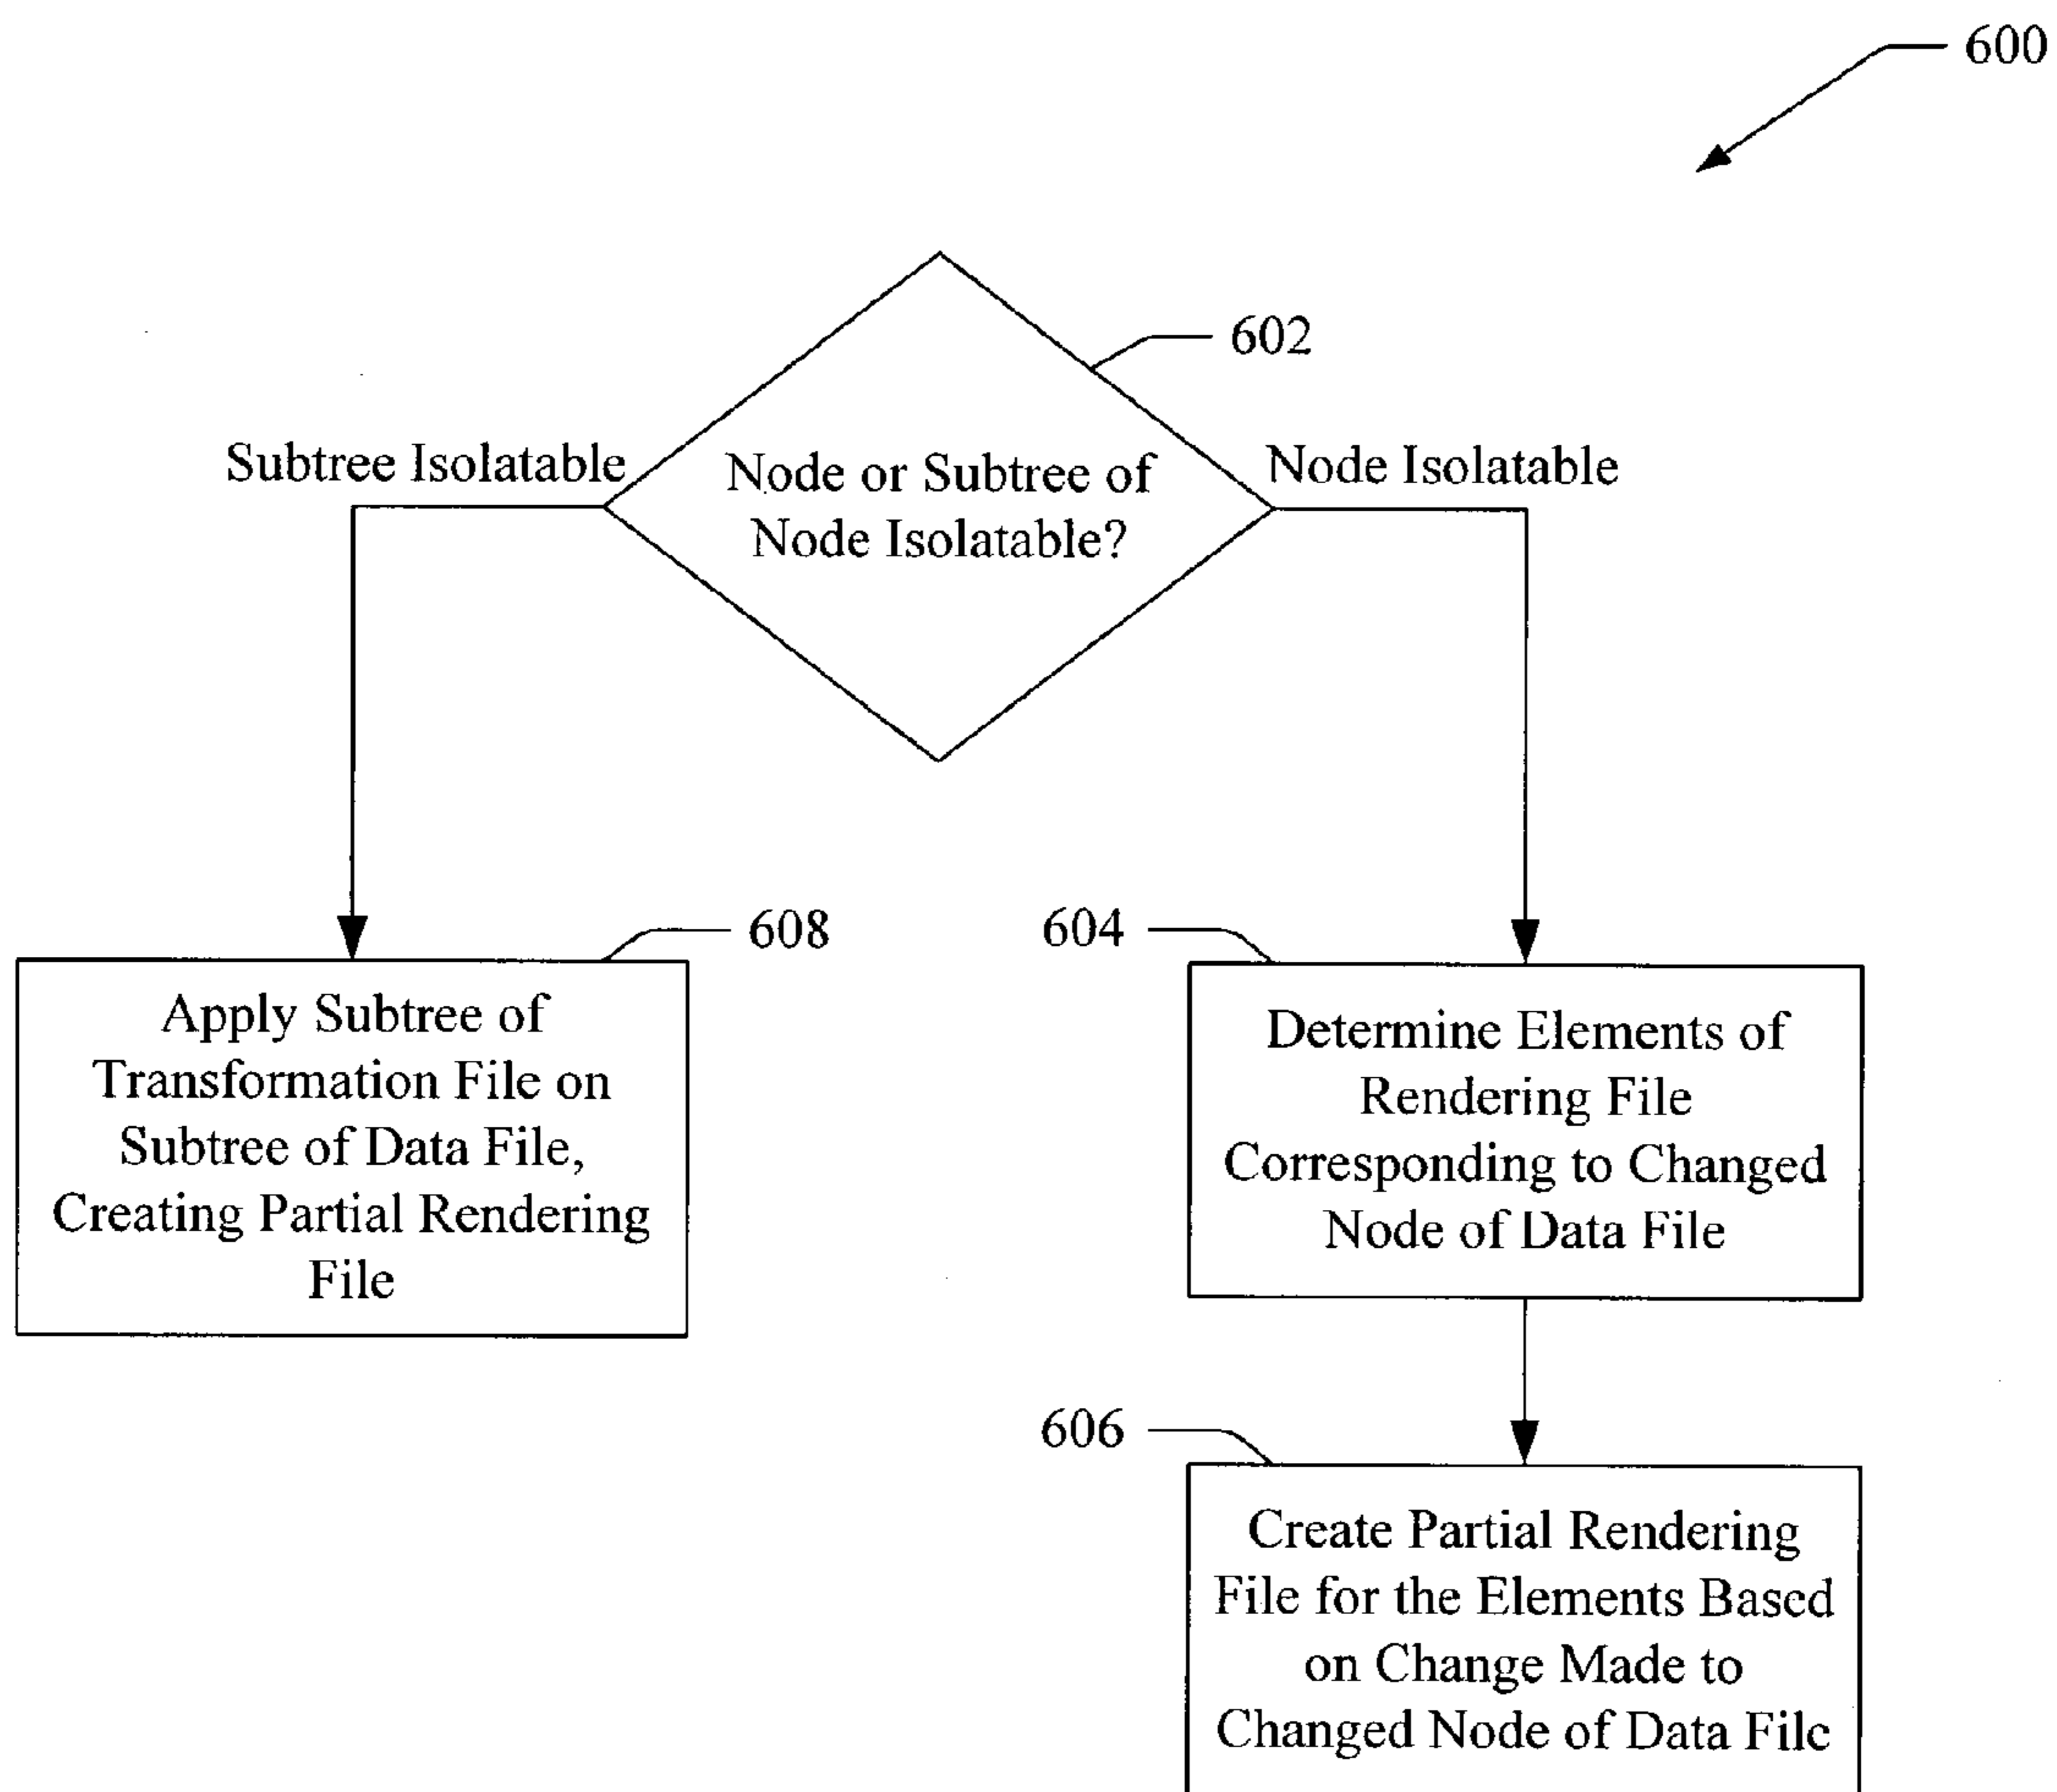 600
602
Subtree Isolatable
Node or Subtree of
Node Isolatable?
Node Isolatable
608
Apply Subtree of
Transformation File on
Subtree of Data File,
Creating Partial Rendering
File
604
Determine Elements of
Rendering File
Corresponding to Changed
Node of Data File
606
Create Partial Rendering
File for the Elements Based
on Change Made to
Changed Node of Data File